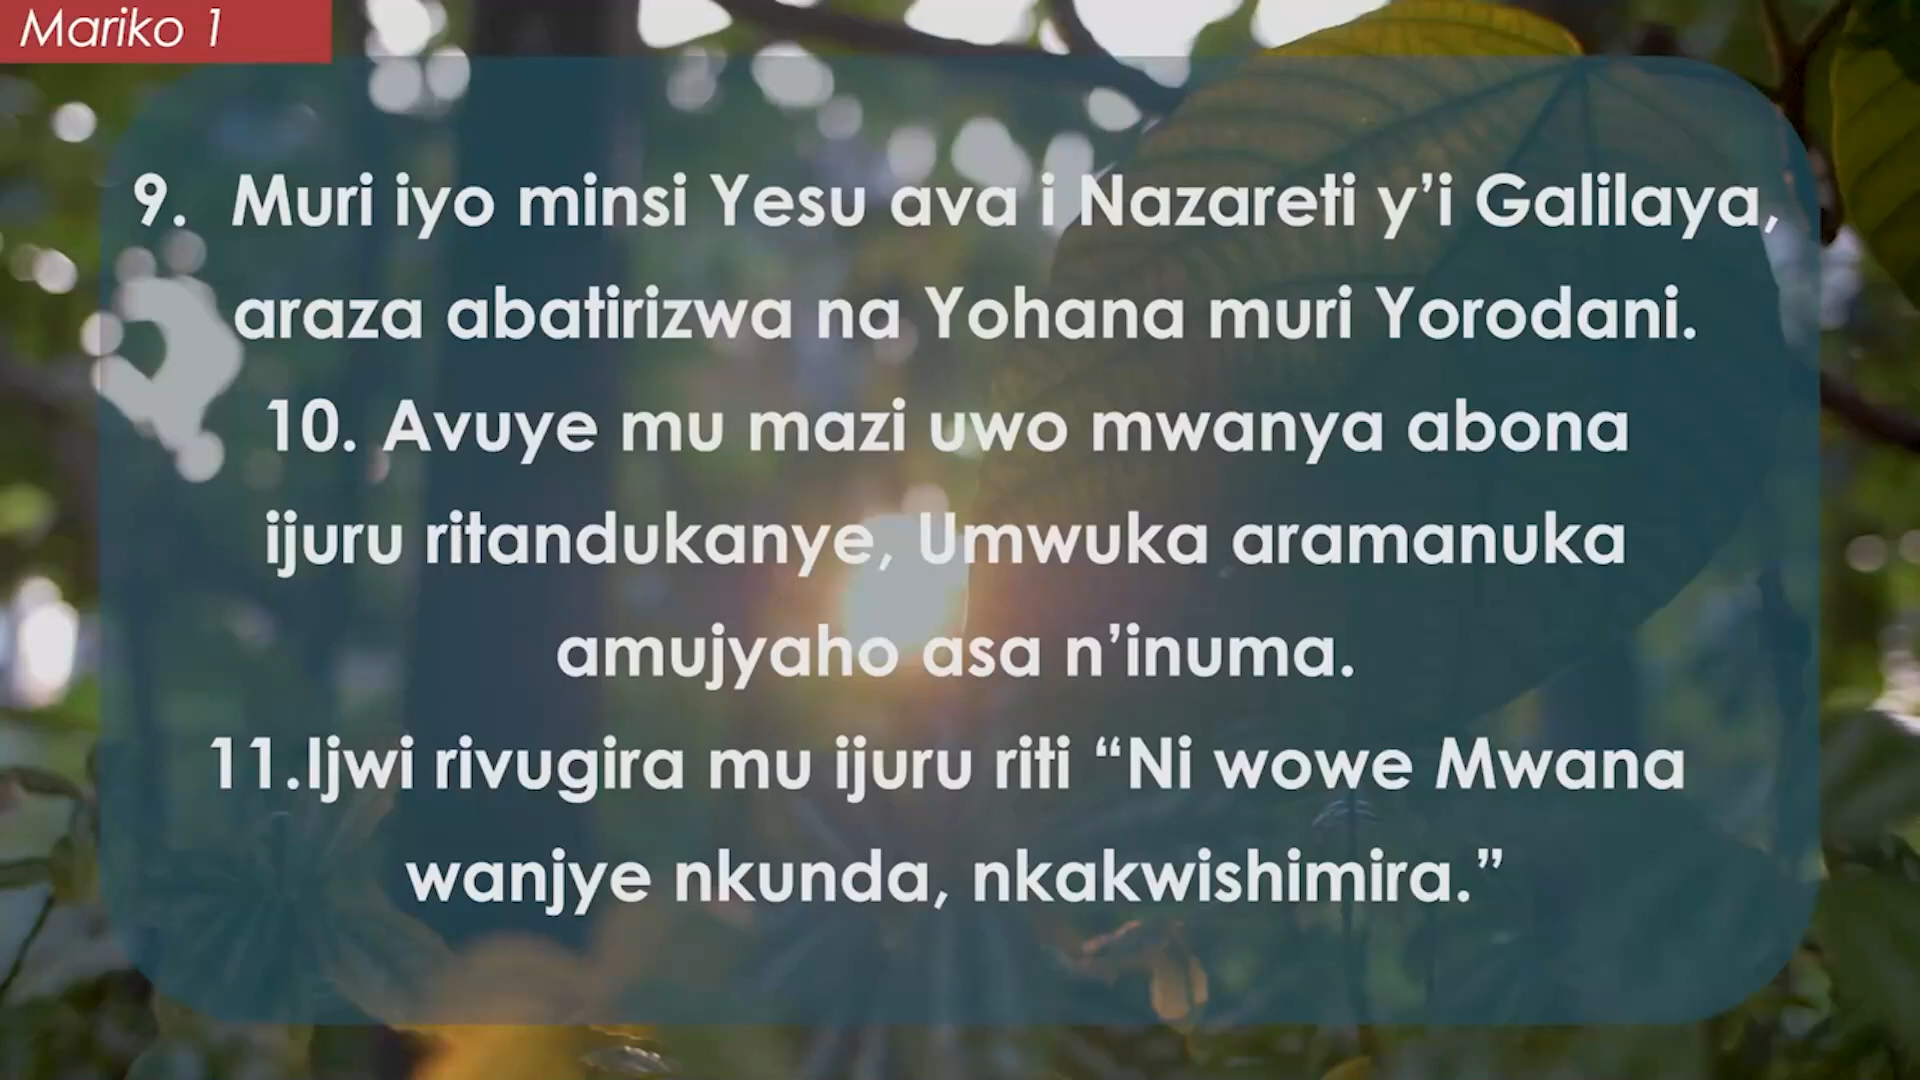 Mariko 1
9. Muri iyo minsi Yesu ava i Nazareti y’i Galilaya,
araza abatirizwa na Yohana muri Yorodani.
10. Avuye mu mazi uwo mwanya abona
ijuru ritandukanye, Umwuka aramanuka
amujyaho asa n’inuma.
11.Ijwi rivugira mu ijuru riti “Ni wowe Mwana
wanjye nkunda, nkakwishimira.”